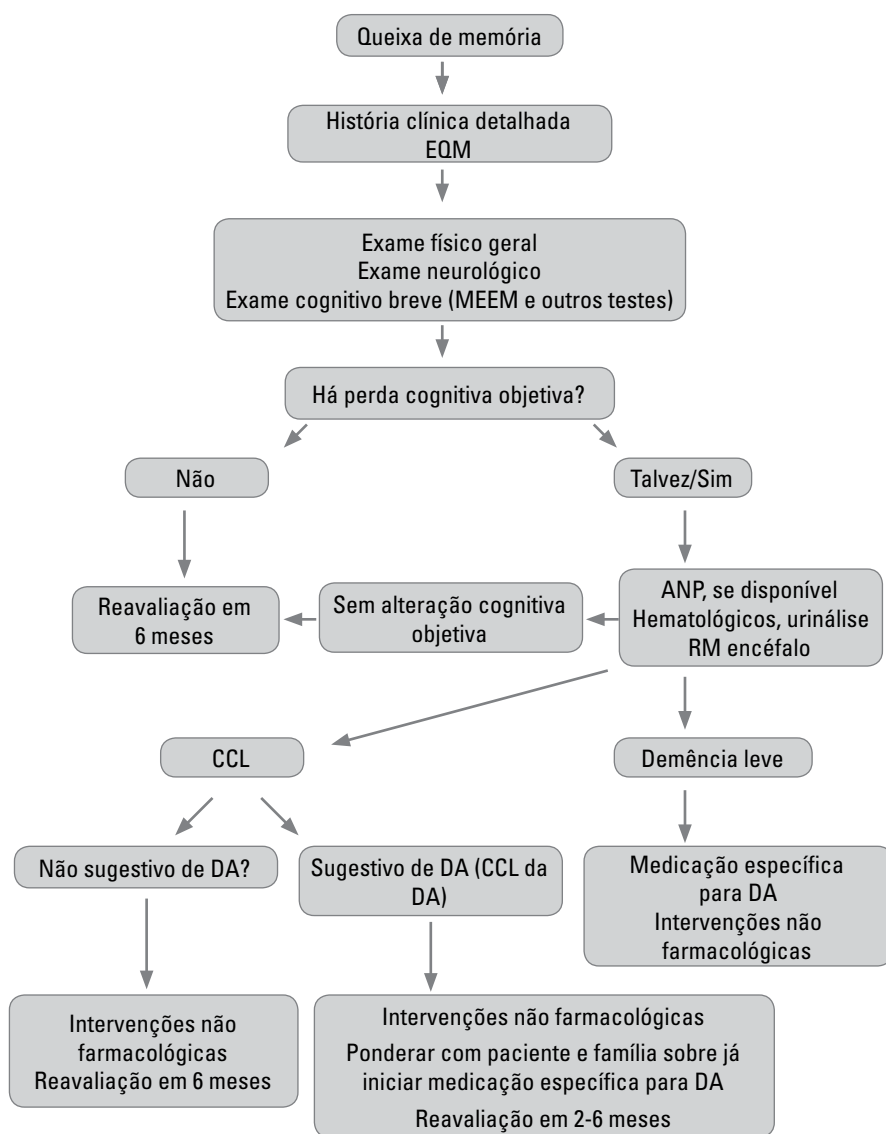 Queixa de memória
História clínica detalhada
EQM
Exame físico geral
Exame neurológico
Exame cognitivo breve (MEEM e outros testes)
Há perda cognitiva objetiva?
Não
Talvez/Sim
Reavaliação em
6 meses
Sem alteração cognitiva
objetiva
ANP, se disponível
Hematológicos, urinálise
RM encéfalo
CCL
Demência leve
Não sugestivo de DA?
Sugestivo de DA (CCL da
DA)
Medicação específica
para DA
Intervenções não
farmacológicas
Intervenções não
farmacológicas
Reavaliação em 6 meses
Intervenções não farmacológicas
Ponderar com paciente e família sobre já
iniciar medicação específica para DA
Reavaliação em 2-6 meses